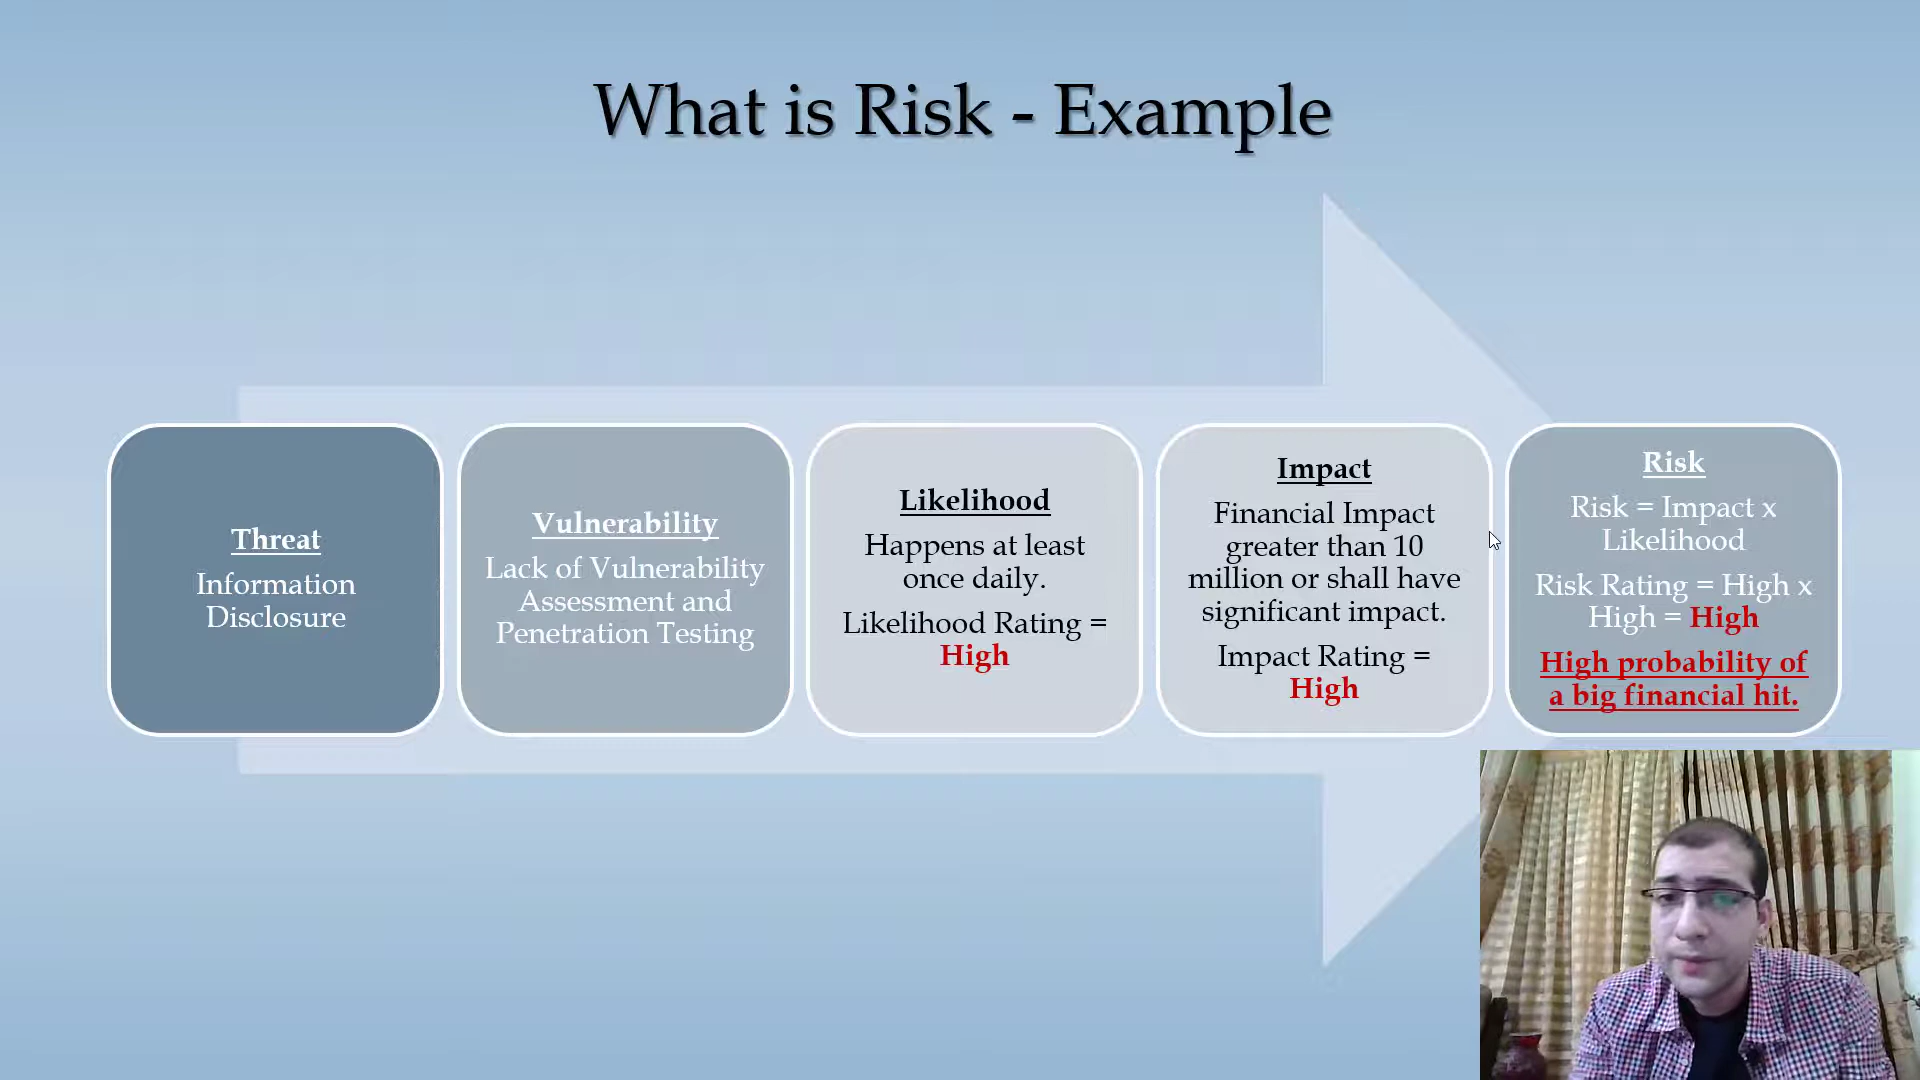 What is Risk - Example
Threat
Information
Disclosure
Vulnerability
Lack of Vulnerability
Assessment and
Penetration Testing
Likelihood
Happens at least
once daily.
Likelihood Rating =
High
Impact
Financial Impact
greater than 10
million or shall have
significant impact.
Impact Rating =
High
Risk
Risk = Impact x
Likelihood
Risk Rating = High x
High = High
High probability of
a big financial hit.